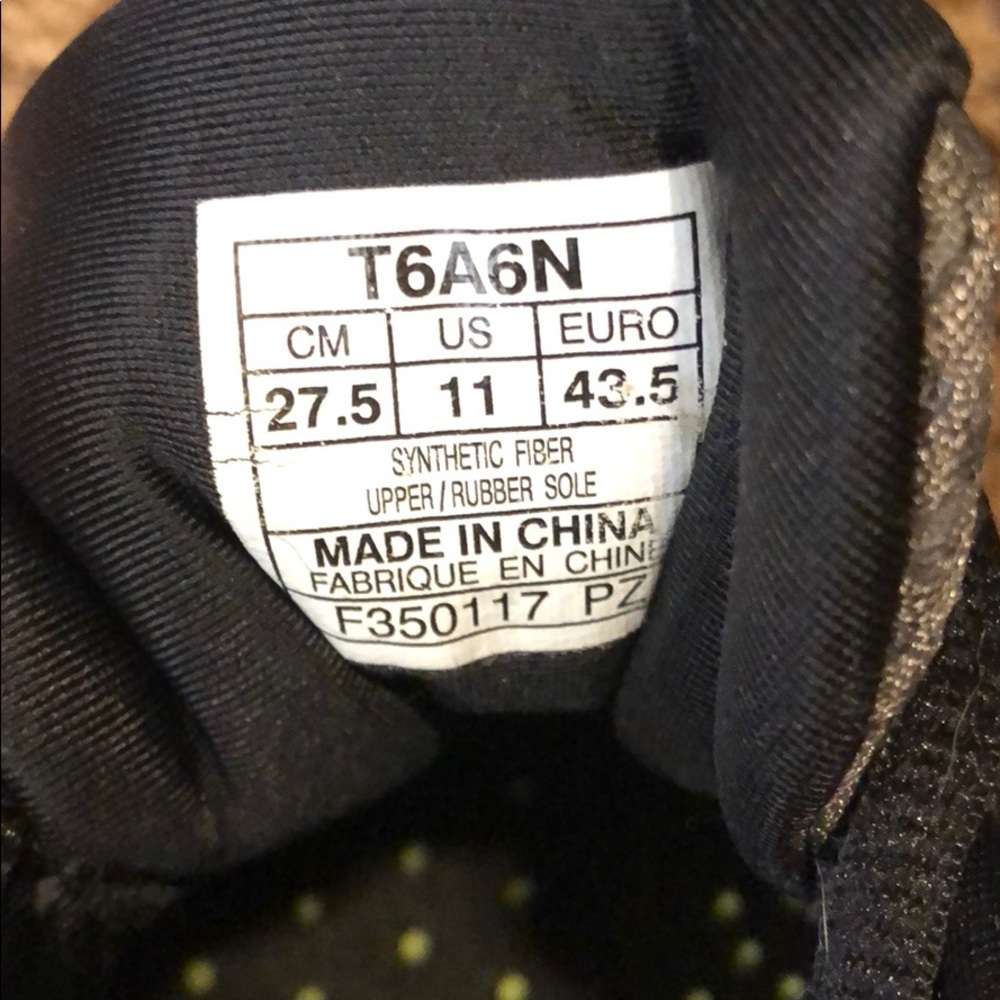 T6A6N
CM US EURO
27.5 11 43.5
SYNTHETIC FIBER
UPPER / RUBBER SOLE
MADE IN CHINA
FABRIQUE EN CHINE
F350117 PZ